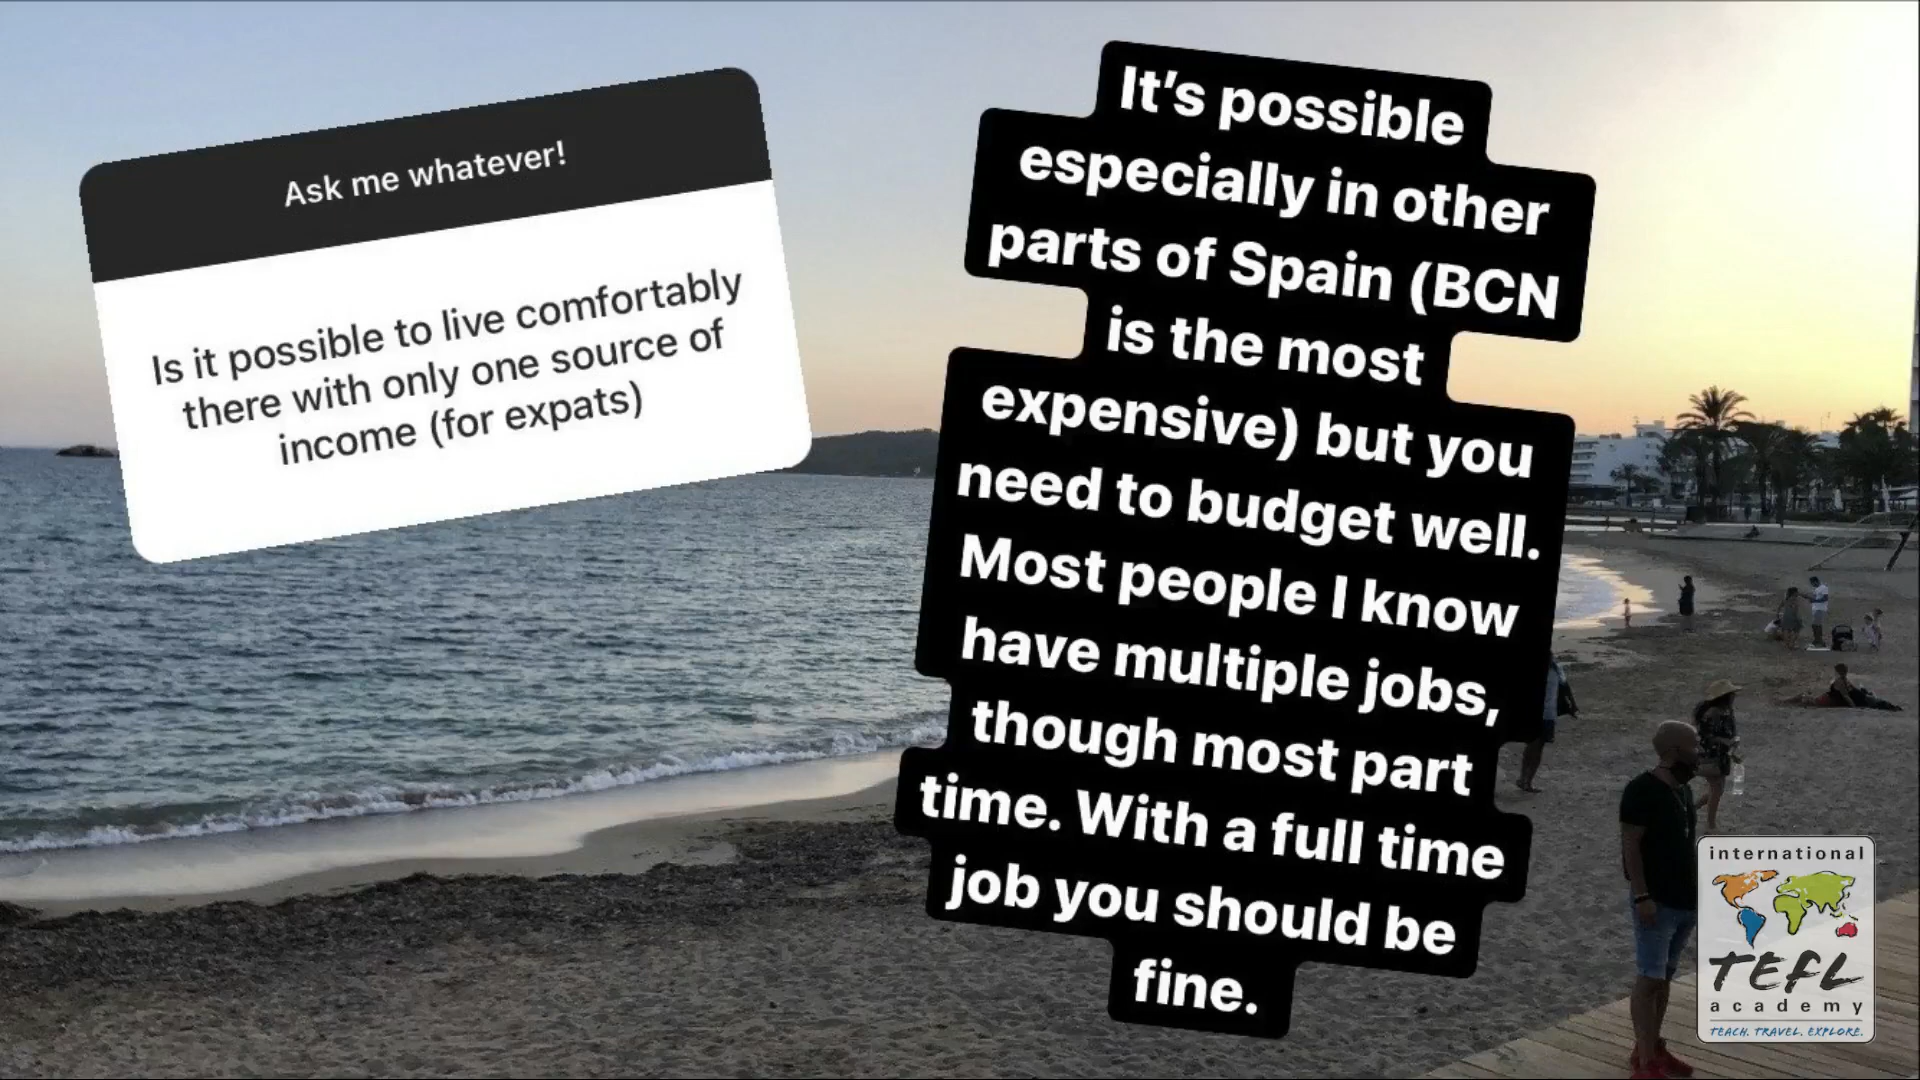 Ask me whatever!
Is it possible to live comfortably
there with only one source of
income (for expats)
It's possible
especially in other
parts of Spain (BCN
is the most
expensive) but you
need to budget well.
Most people I know
have multiple jobs,
though most part
time. With a full time
job you should be
fine.
international
TEFL
academy
TEACH. TRAVEL. EXPLORE.